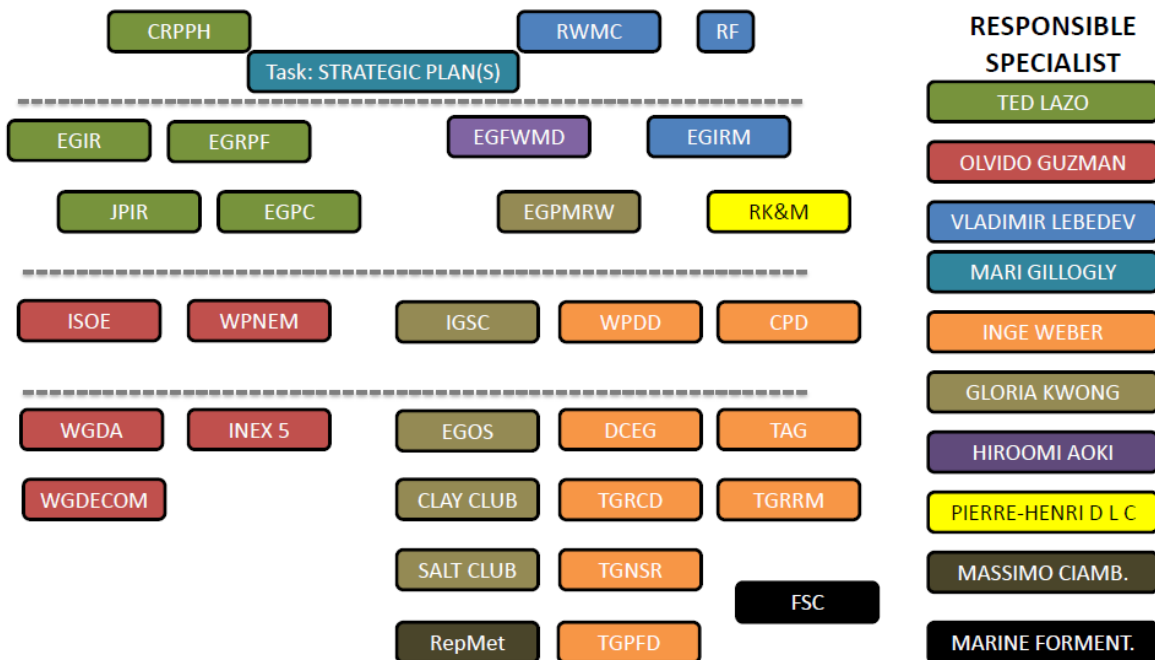 CRPPH
RWMC
RF
Task: STRATEGIC PLAN(S)
EGIR
EGRPF
EGFWMD
EGIRM
JPIR
EGPC
EGPMRW
RK&M
ISOE
WPNEM
IGSC
WPDD
CPD
WGDA
INEX 5
EGOS
DCEG
TAG
WGDECOM
CLAY CLUB
TGRCD
TGRRM
SALT CLUB
TGNSR
FSC
RepMet
TGPFD
RESPONSIBLE
SPECIALIST
TED LAZO
OLVIDO GUZMAN
VLADIMIR LEBEDEV
MARI GILLOGLY
INGE WEBER
GLORIA KWONG
HIROOMI AOKI
PIERRE-HENRI D L C
MASSIMO CIAMB.
MARINE FORMENT.